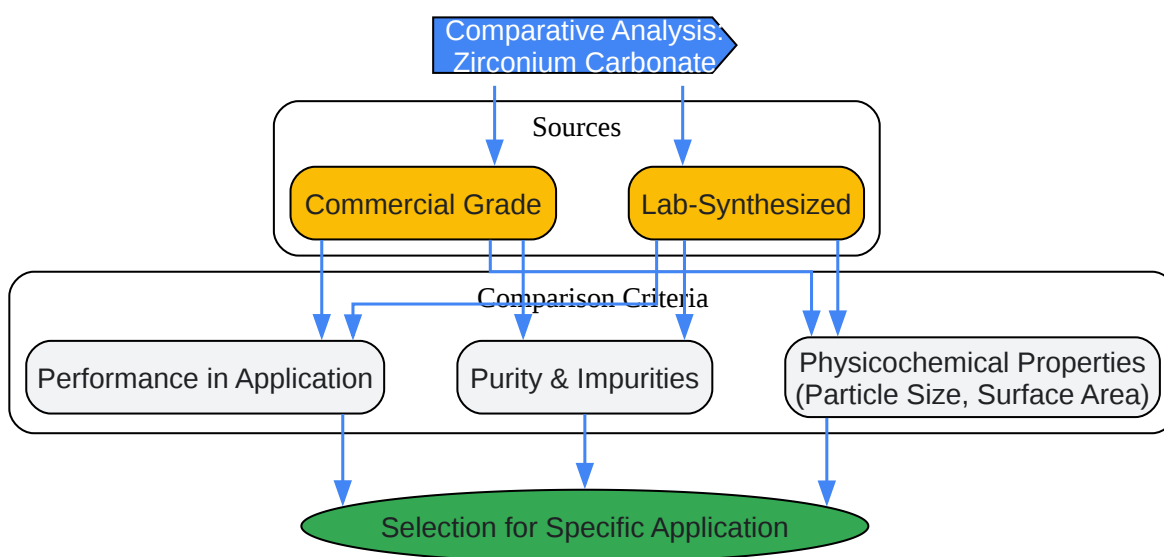 Comparative Analysis:
Zirconium Carbonate
Sources
Commercial Grade
Lab-Synthesized
Comparison Criteria
Performance in Application
Purity & Impurities
Physicochemical Properties
(Particle Size, Surface Area)
Selection for Specific Application